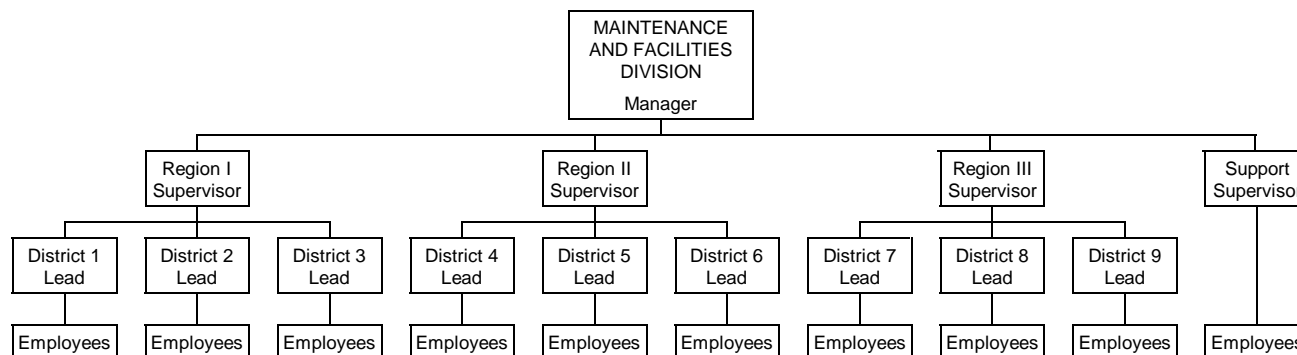 MAINTENANCE
AND FACILITIES
DIVISION
Manager
Region I
Supervisor
Region II
Supervisor
Region III
Supervisor
Support
Supervisor
District 1
Lead
District 2
Lead
District 3
Lead
District 4
Lead
District 5
Lead
District 6
Lead
District 7
Lead
District 8
Lead
District 9
Lead
Employees
Employees
Employees
Employees
Employees
Employees
Employees
Employees
Employees
Employees